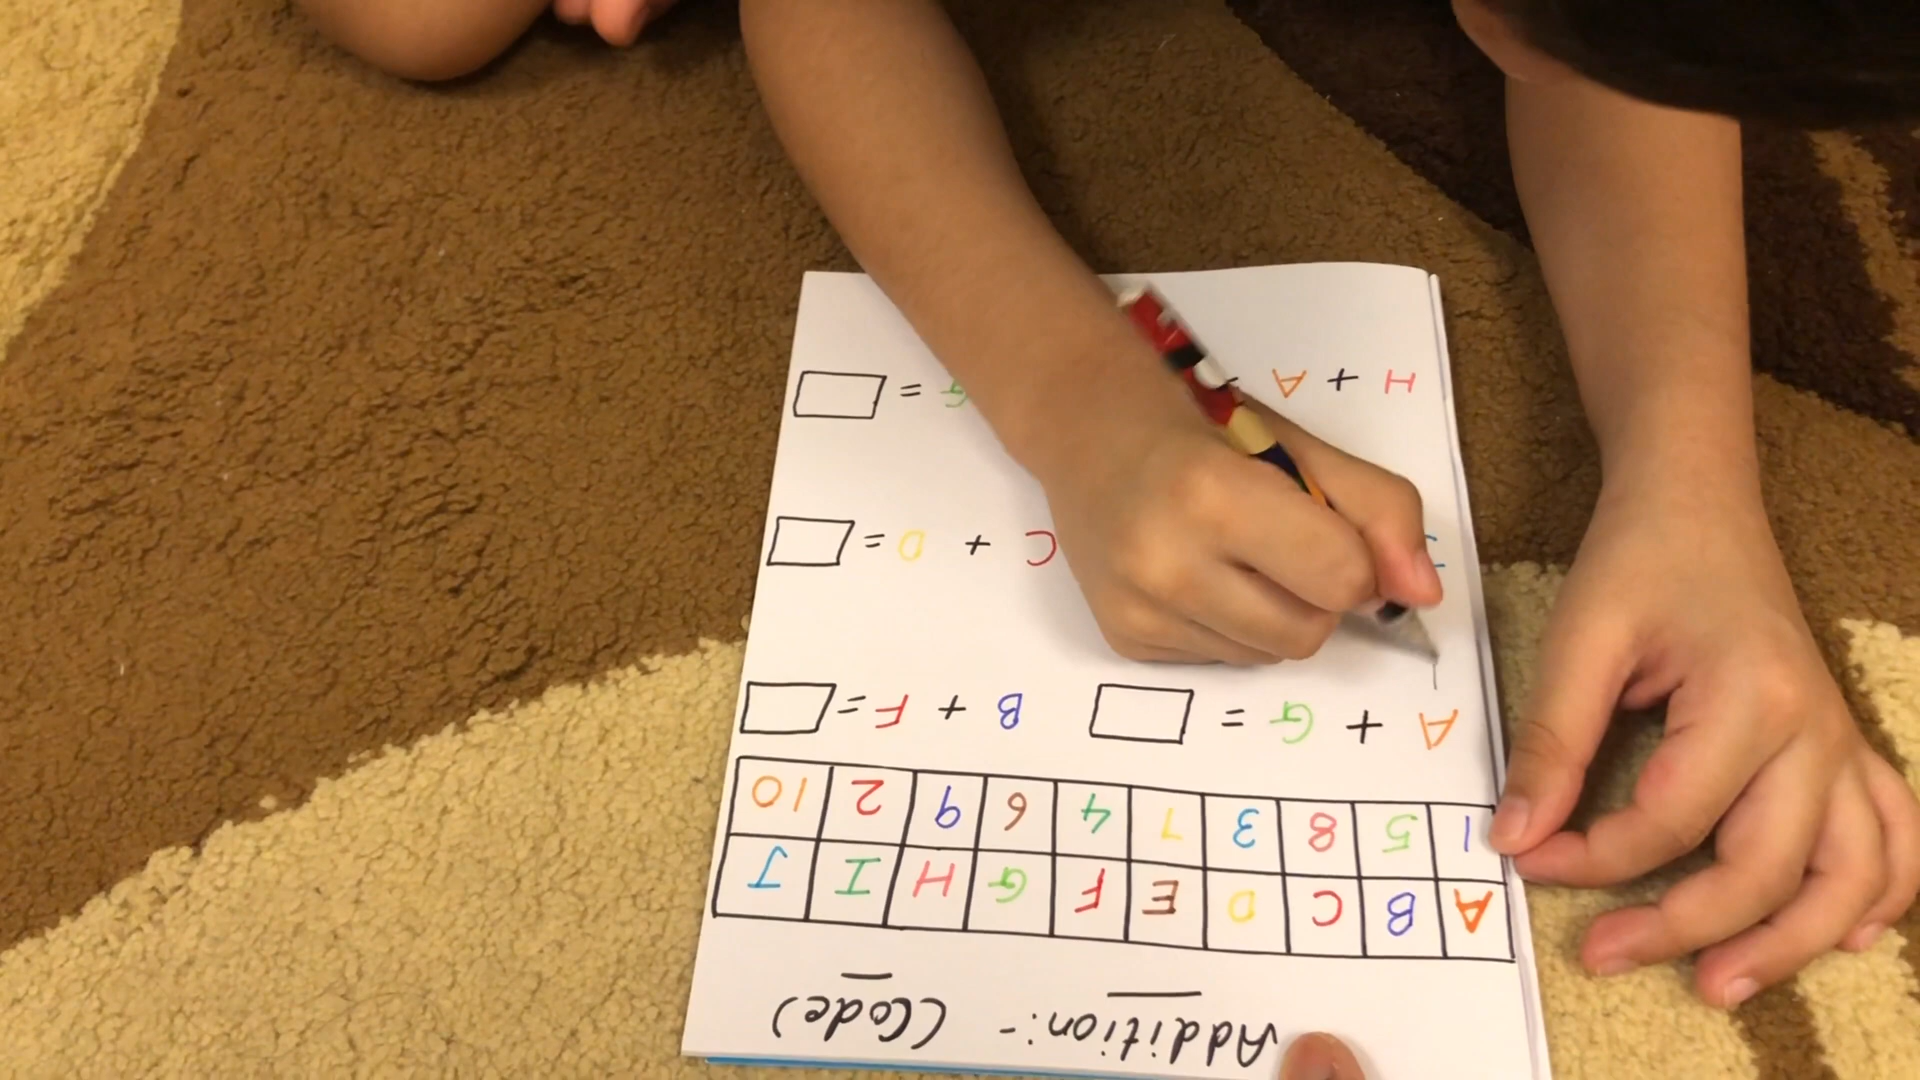 Addition:- (Code)
A B C D E F G H I J
1 5 8 3 7 4 6 9 2 10
A + G = B + F =
C + D =
H + A G =